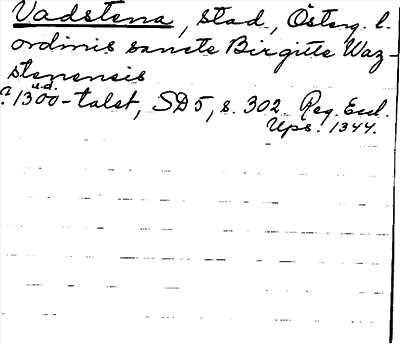 Vadstena, stad, Österg. l.
ordinis sancte Birgitte Waz-
stenensis
u.d.
? 1300-talet, SD 5, s. 302. Reg. Eccl.
Ups. 1344.